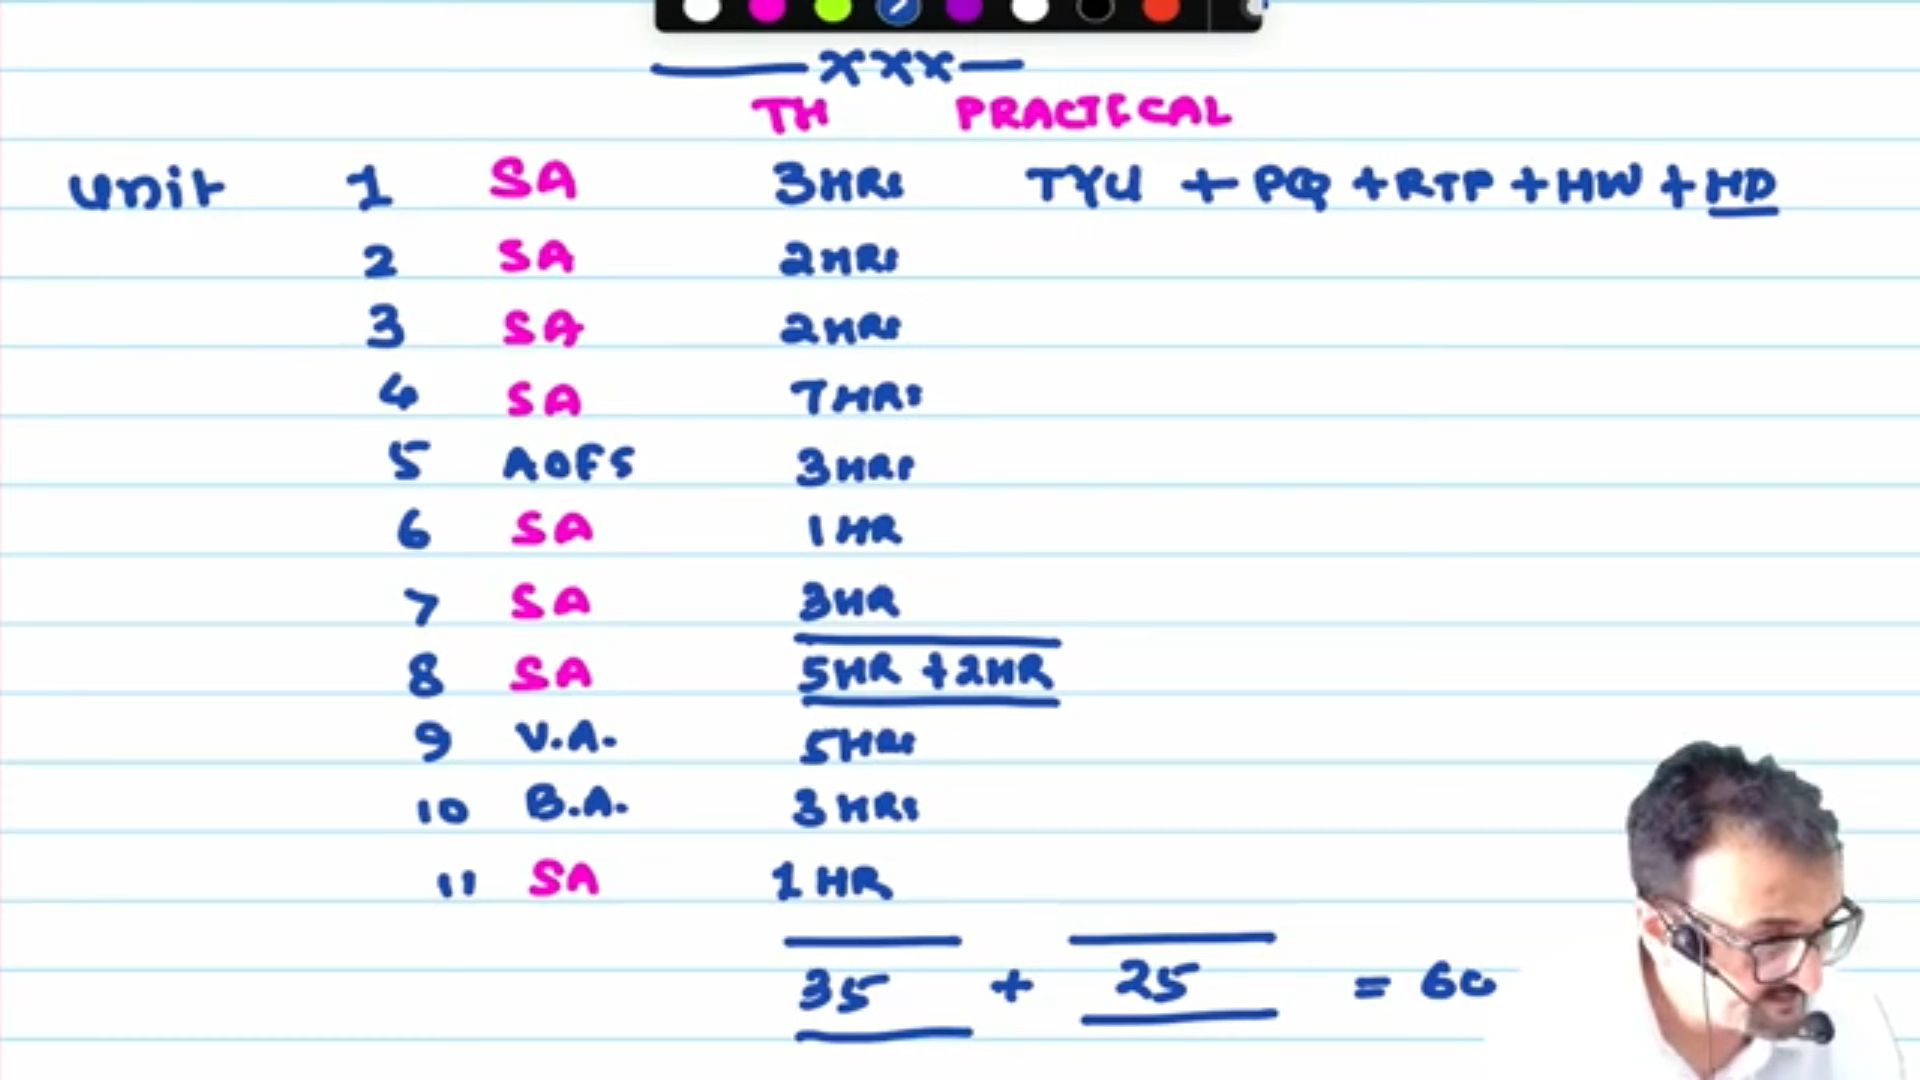 xxx
TH PRACTICAL
Unit 1 SA 3HRs TYU + PQ + RTP + HW + HD
2 SA 2HRs
3 SA 2HRs
4 SA 7HRs
5 AOFS 3HRs
6 SA 1HR
7 SA 3HR
8 SA 5HR + 2HR
9 V.A. 5HRs
10 B.A. 3HRs
11 SA 1HR
35 + 25 = 60